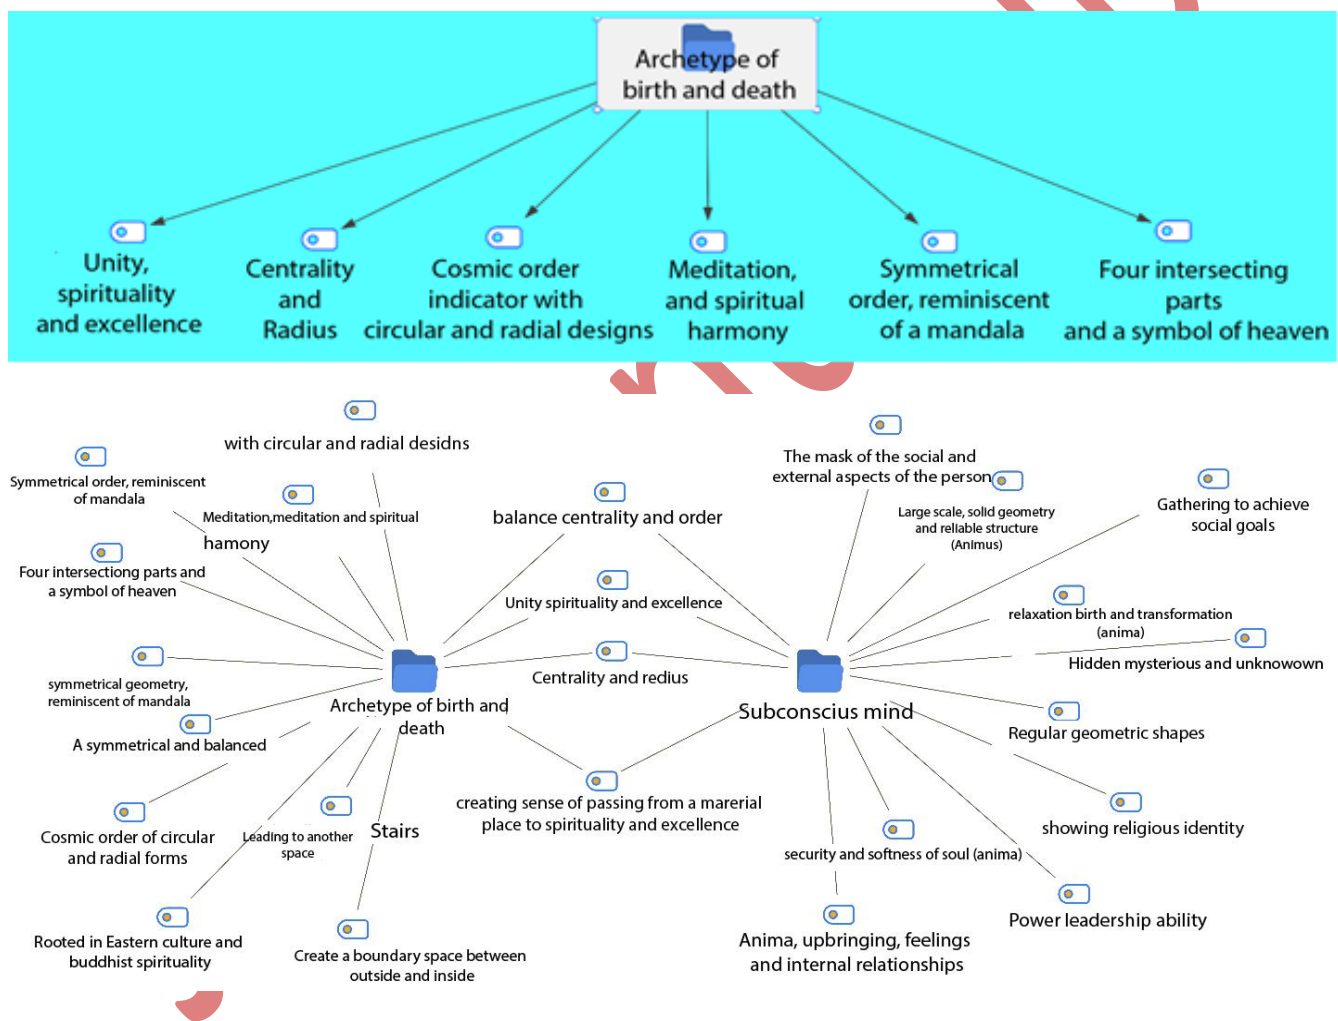 Archetype of
birth and death
Unity,
spirituality
and excellence
Centrality
and
Radius
Cosmic order
indicator with
circular and radial designs
Meditation,
and spiritual
harmony
Symmetrical
order, reminiscent
of a mandala
Four intersecting
parts
and a symbol of heaven
with circular and radial desidns
Symmetrical order, reminiscent
of mandala
Meditation,meditation and spiritual
hamony
Four intersectiong parts and
a symbol of heaven
symmetrical geometry,
reminiscent of mandala
A symmetrical and balanced
Cosmic order of circular
and radial forms
Rooted in Eastern culture and
buddhist spirituality
Leading to another
space
Stairs
Create a boundary space between
outside and inside
Archetype of birth and
death
balance centrality and order
Unity spirituality and excellence
Centrality and redius
creating sense of passing from a marerial
place to spirituality and excellence
Subconscius mind
The mask of the social and
external aspects of the person
Large scale, solid geometry
and reliable structure
(Animus)
Gathering to achieve
social goals
relaxation birth and transformation
(anima)
Hidden mysterious and unknowown
Regular geometric shapes
showing religious identity
security and softness of soul (anima)
Power leadership ability
Anima, upbringing, feelings
and internal relationships